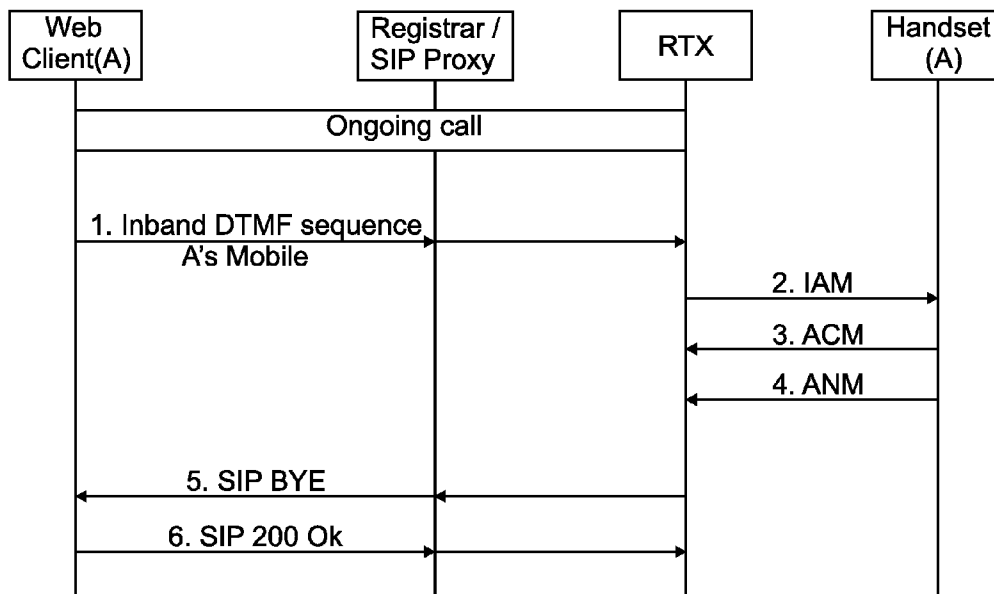 Web
Client(A)
Registrar /
SIP Proxy
RTX
Handset
(A)
Ongoing call
1. Inband DTMF sequence
A's Mobile
2. IAM
3. ACM
4. ANM
5. SIP BYE
6. SIP 200 Ok